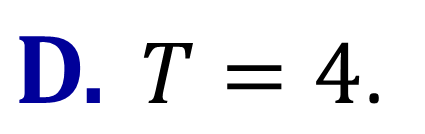 D. T = 4.